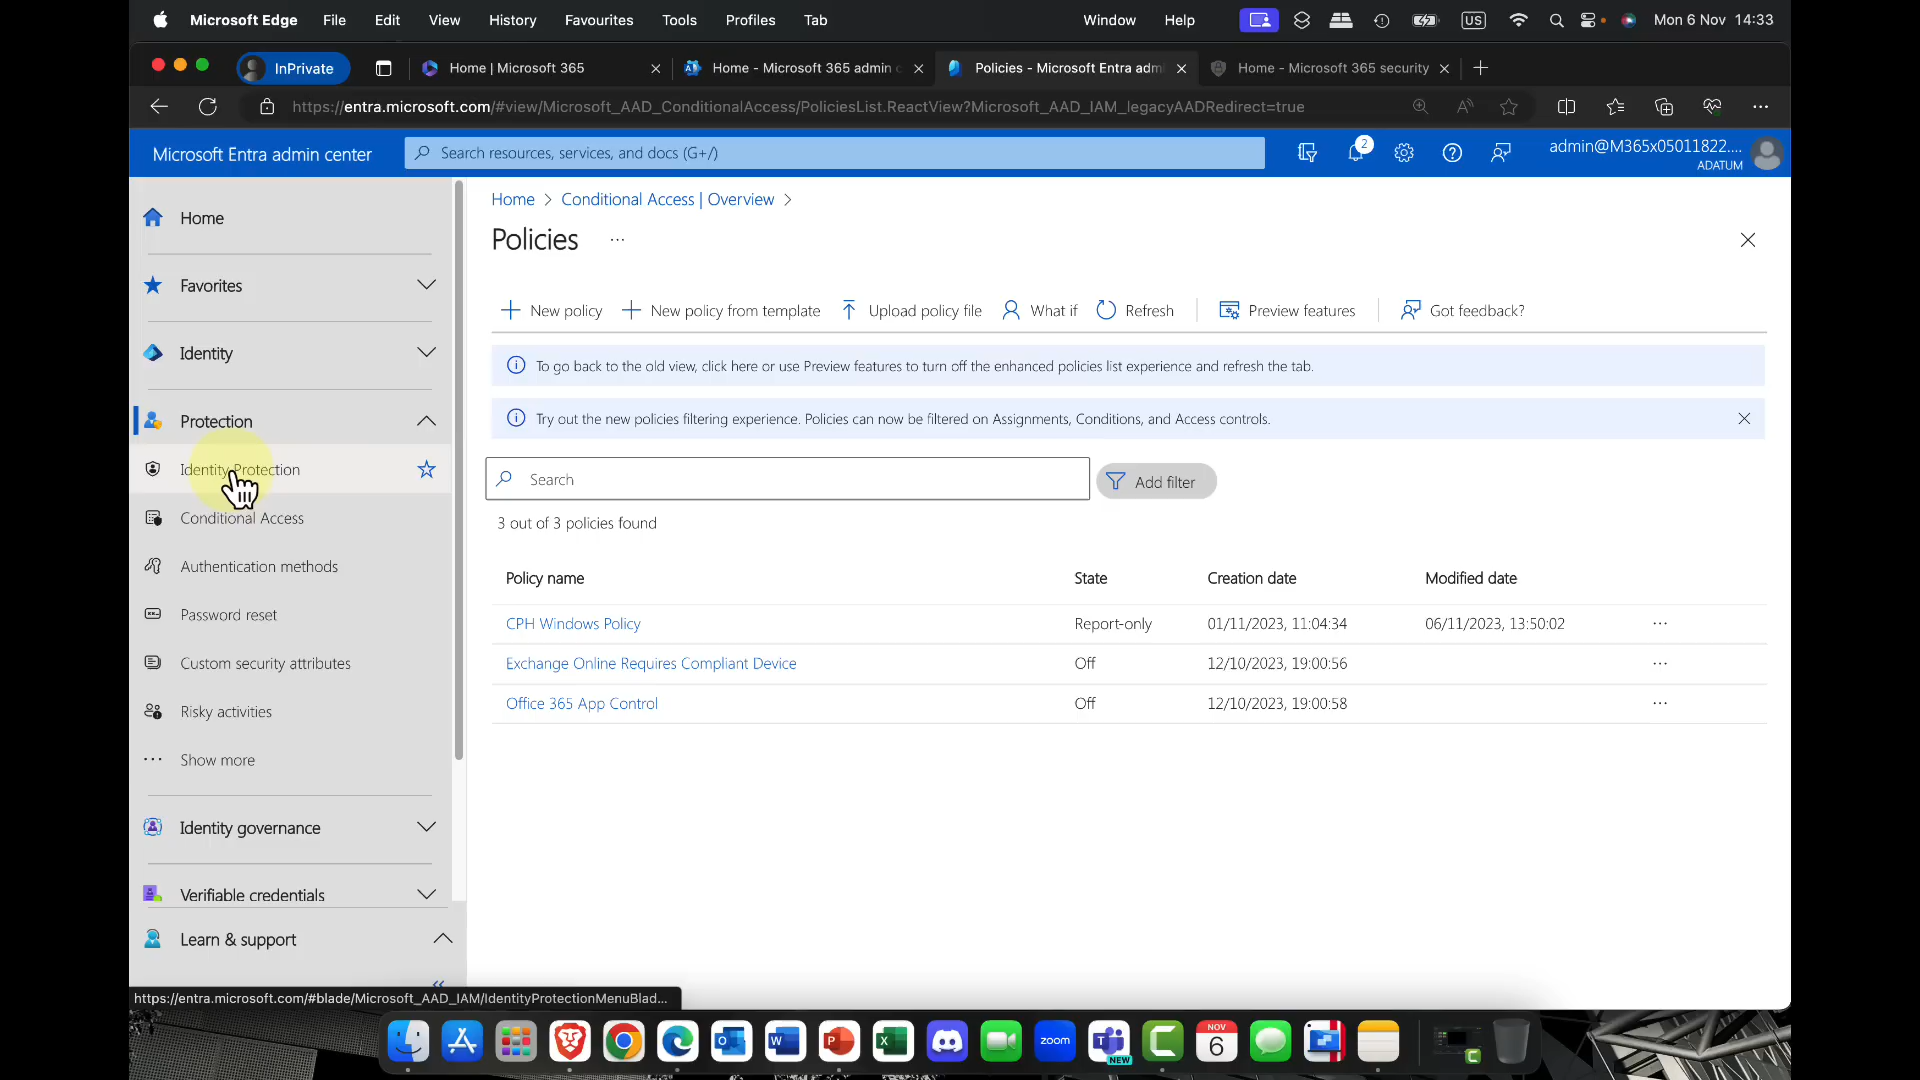 Microsoft Edge File Edit View History Favourites Tools Profiles Tab Window Help US Mon 6 Nov 14:33
InPrivate Home | Microsoft 365 Home - Microsoft 365 admin c Policies - Microsoft Entra adm Home - Microsoft 365 security
https://entra.microsoft.com/#view/Microsoft_AAD_ConditionalAccess/PoliciesList.ReactView?Microsoft_AAD_IAM_legacyAADRedirect=true
Microsoft Entra admin center Search resources, services, and docs (G+/) 2 admin@M365x05011822....
ADATUM
Home
Favorites
Identity
Protection
Identity Protection
Conditional Access
Authentication methods
Password reset
Custom security attributes
Risky activities
Show more
Identity governance
Verifiable credentials
Learn & support
Home > Conditional Access | Overview >
Policies ...
New policy New policy from template Upload policy file What if Refresh Preview features Got feedback?
To go back to the old view, click here or use Preview features to turn off the enhanced policies list experience and refresh the tab.
Try out the new policies filtering experience. Policies can now be filtered on Assignments, Conditions, and Access controls.
Search Add filter
3 out of 3 policies found
Policy name State Creation date Modified date
CPH Windows Policy Report-only 01/11/2023, 11:04:34 06/11/2023, 13:50:02 ...
Exchange Online Requires Compliant Device Off 12/10/2023, 19:00:56 ...
Office 365 App Control Off 12/10/2023, 19:00:58 ...
https://entra.microsoft.com/#blade/Microsoft_AAD_IAM/IdentityProtectionMenuBlad...
W P X zoom NEW NOV 6